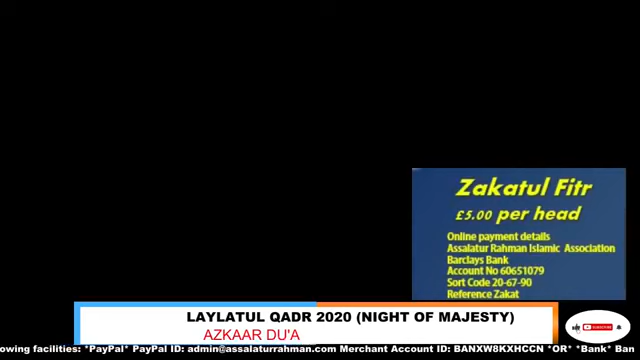 Zakatul Fitr
£5.00 per head
Online payment details
Assalatur Rahman Islamic Association
Barclays Bank
Account No 60651079
Sort Code 20-67-90
Reference Zakat
LAYLATUL QADR 2020 (NIGHT OF MAJESTY)
AZKAAR DU'A
owing facilities: *PayPal* PayPal ID: admin@assalaturrahman.com Merchant Account ID: BANXW8KXHCCN *OR* *Bank* Ban